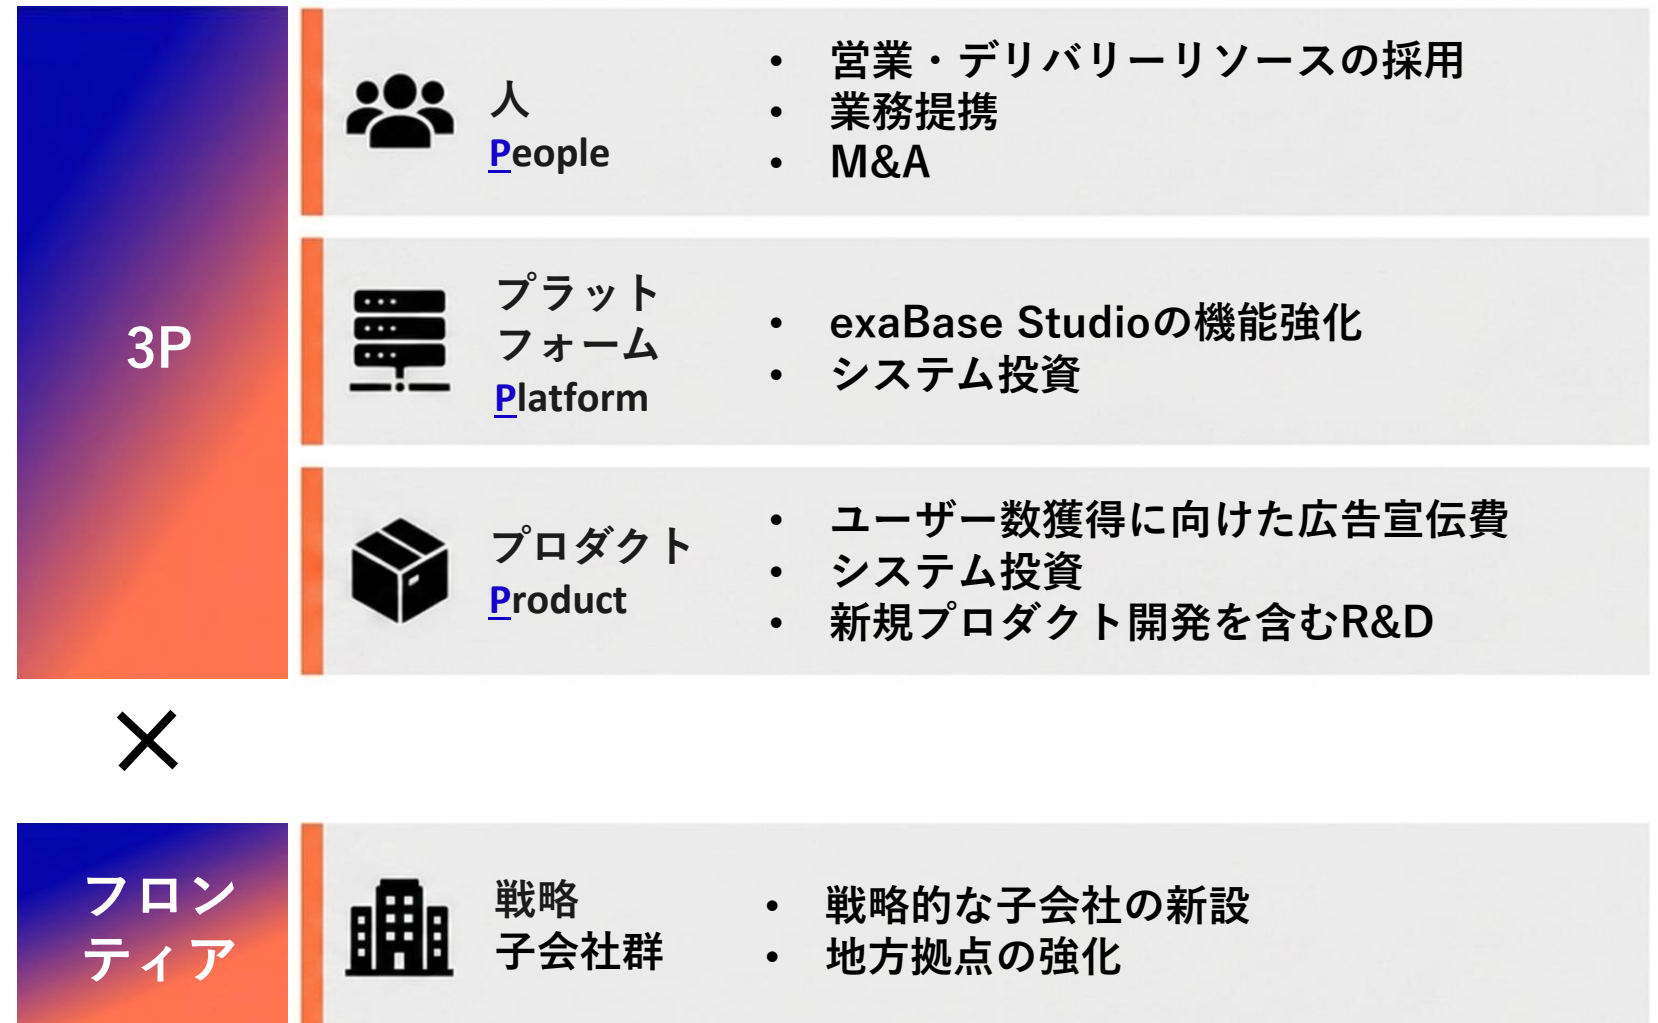 3P
人
People
• 営業・デリバリーリソースの採用
• 業務提携
• M&A
プラット
フォーム
Platform
• exaBase Studioの機能強化
• システム投資
プロダクト
Product
• ユーザー数獲得に向けた広告宣伝費
• システム投資
• 新規プロダクト開発を含むR&D
×
フロン
ティア
戦略
子会社群
• 戦略的な子会社の新設
• 地方拠点の強化